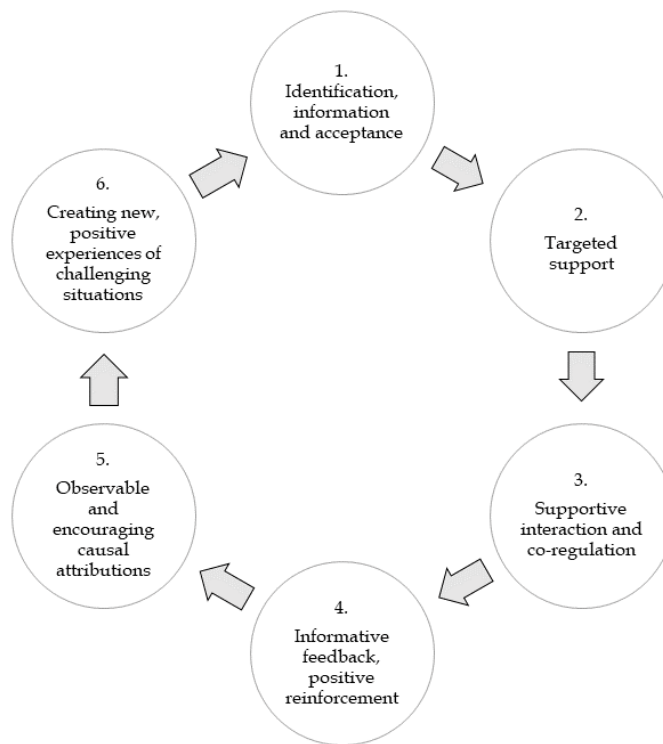 1.
Identification,
information
and acceptance
2.
Targeted
support
3.
Supportive
interaction and
co-regulation
4.
Informative
feedback,
positive
reinforcement
5.
Observable
and
encouraging
causal
attributions
6.
Creating new,
positive
experiences of
challenging
situations